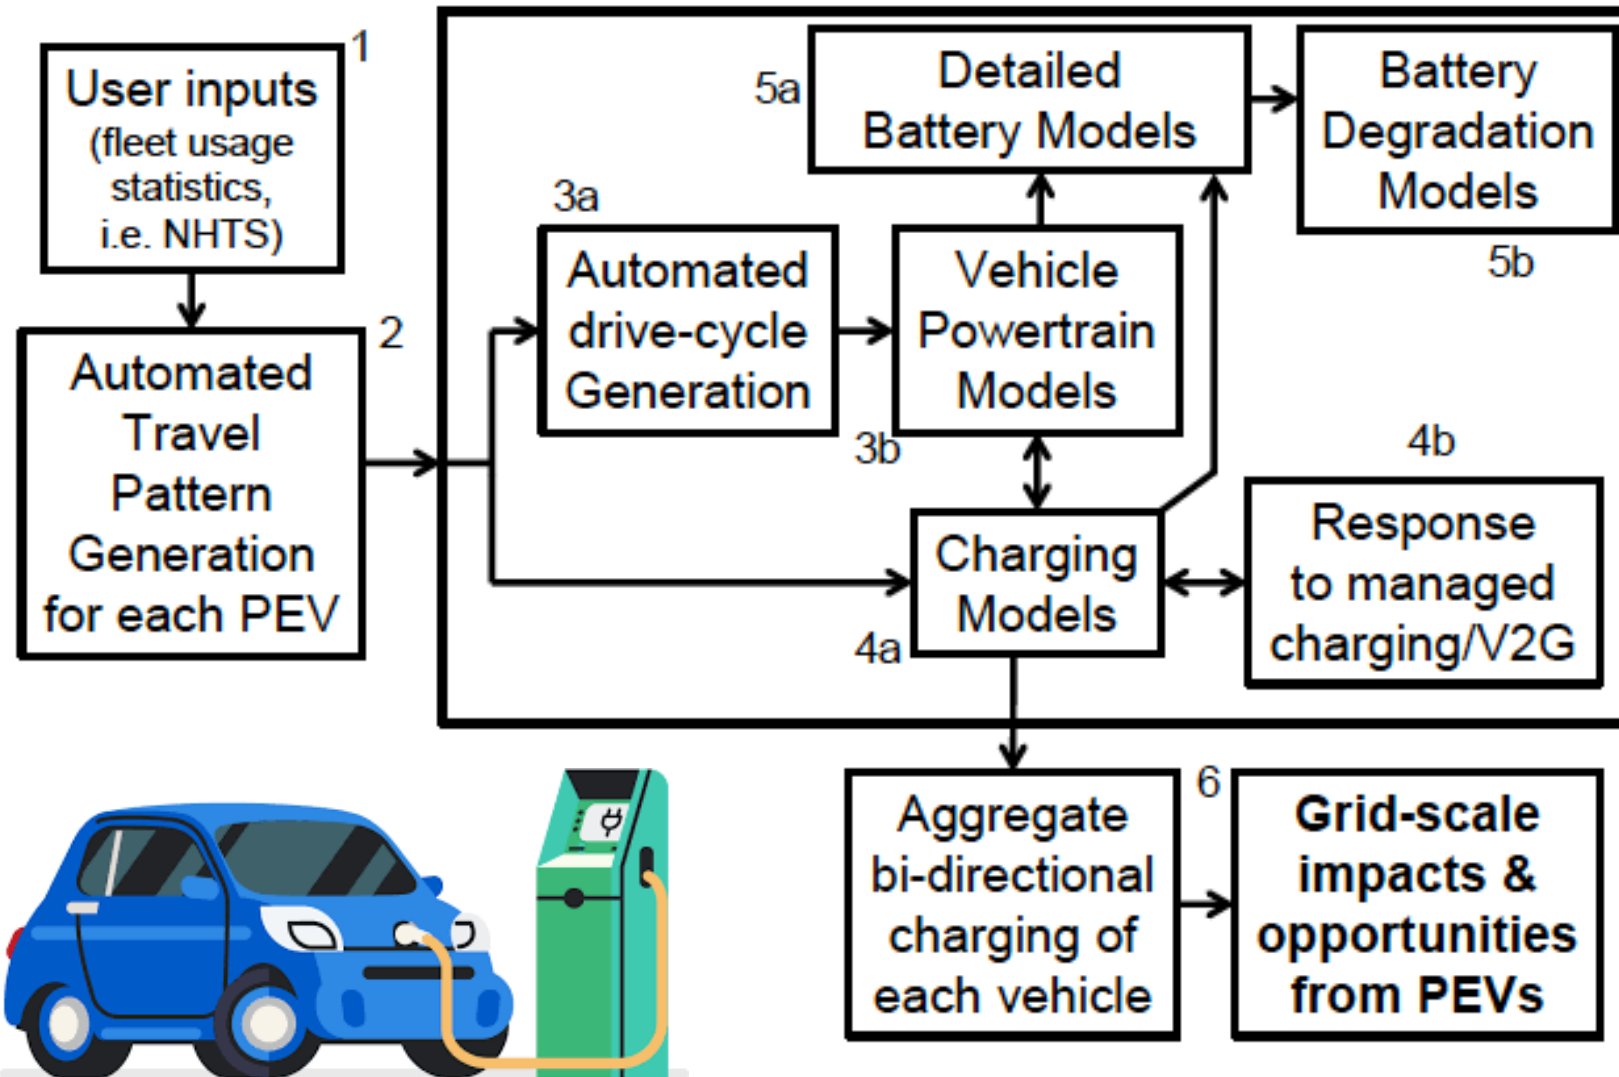 1
User inputs
(fleet usage
statistics,
i.e. NHTS)
2
Automated
Travel
Pattern
Generation
for each PEV
3a
Automated
drive-cycle
Generation
3b
Vehicle
Powertrain
Models
5a
Detailed
Battery Models
Battery
Degradation
Models
5b
4a
Charging
Models
4b
Response
to managed
charging/V2G
Aggregate
bi-directional
charging of
each vehicle
6
Grid-scale
impacts &
opportunities
from PEVs